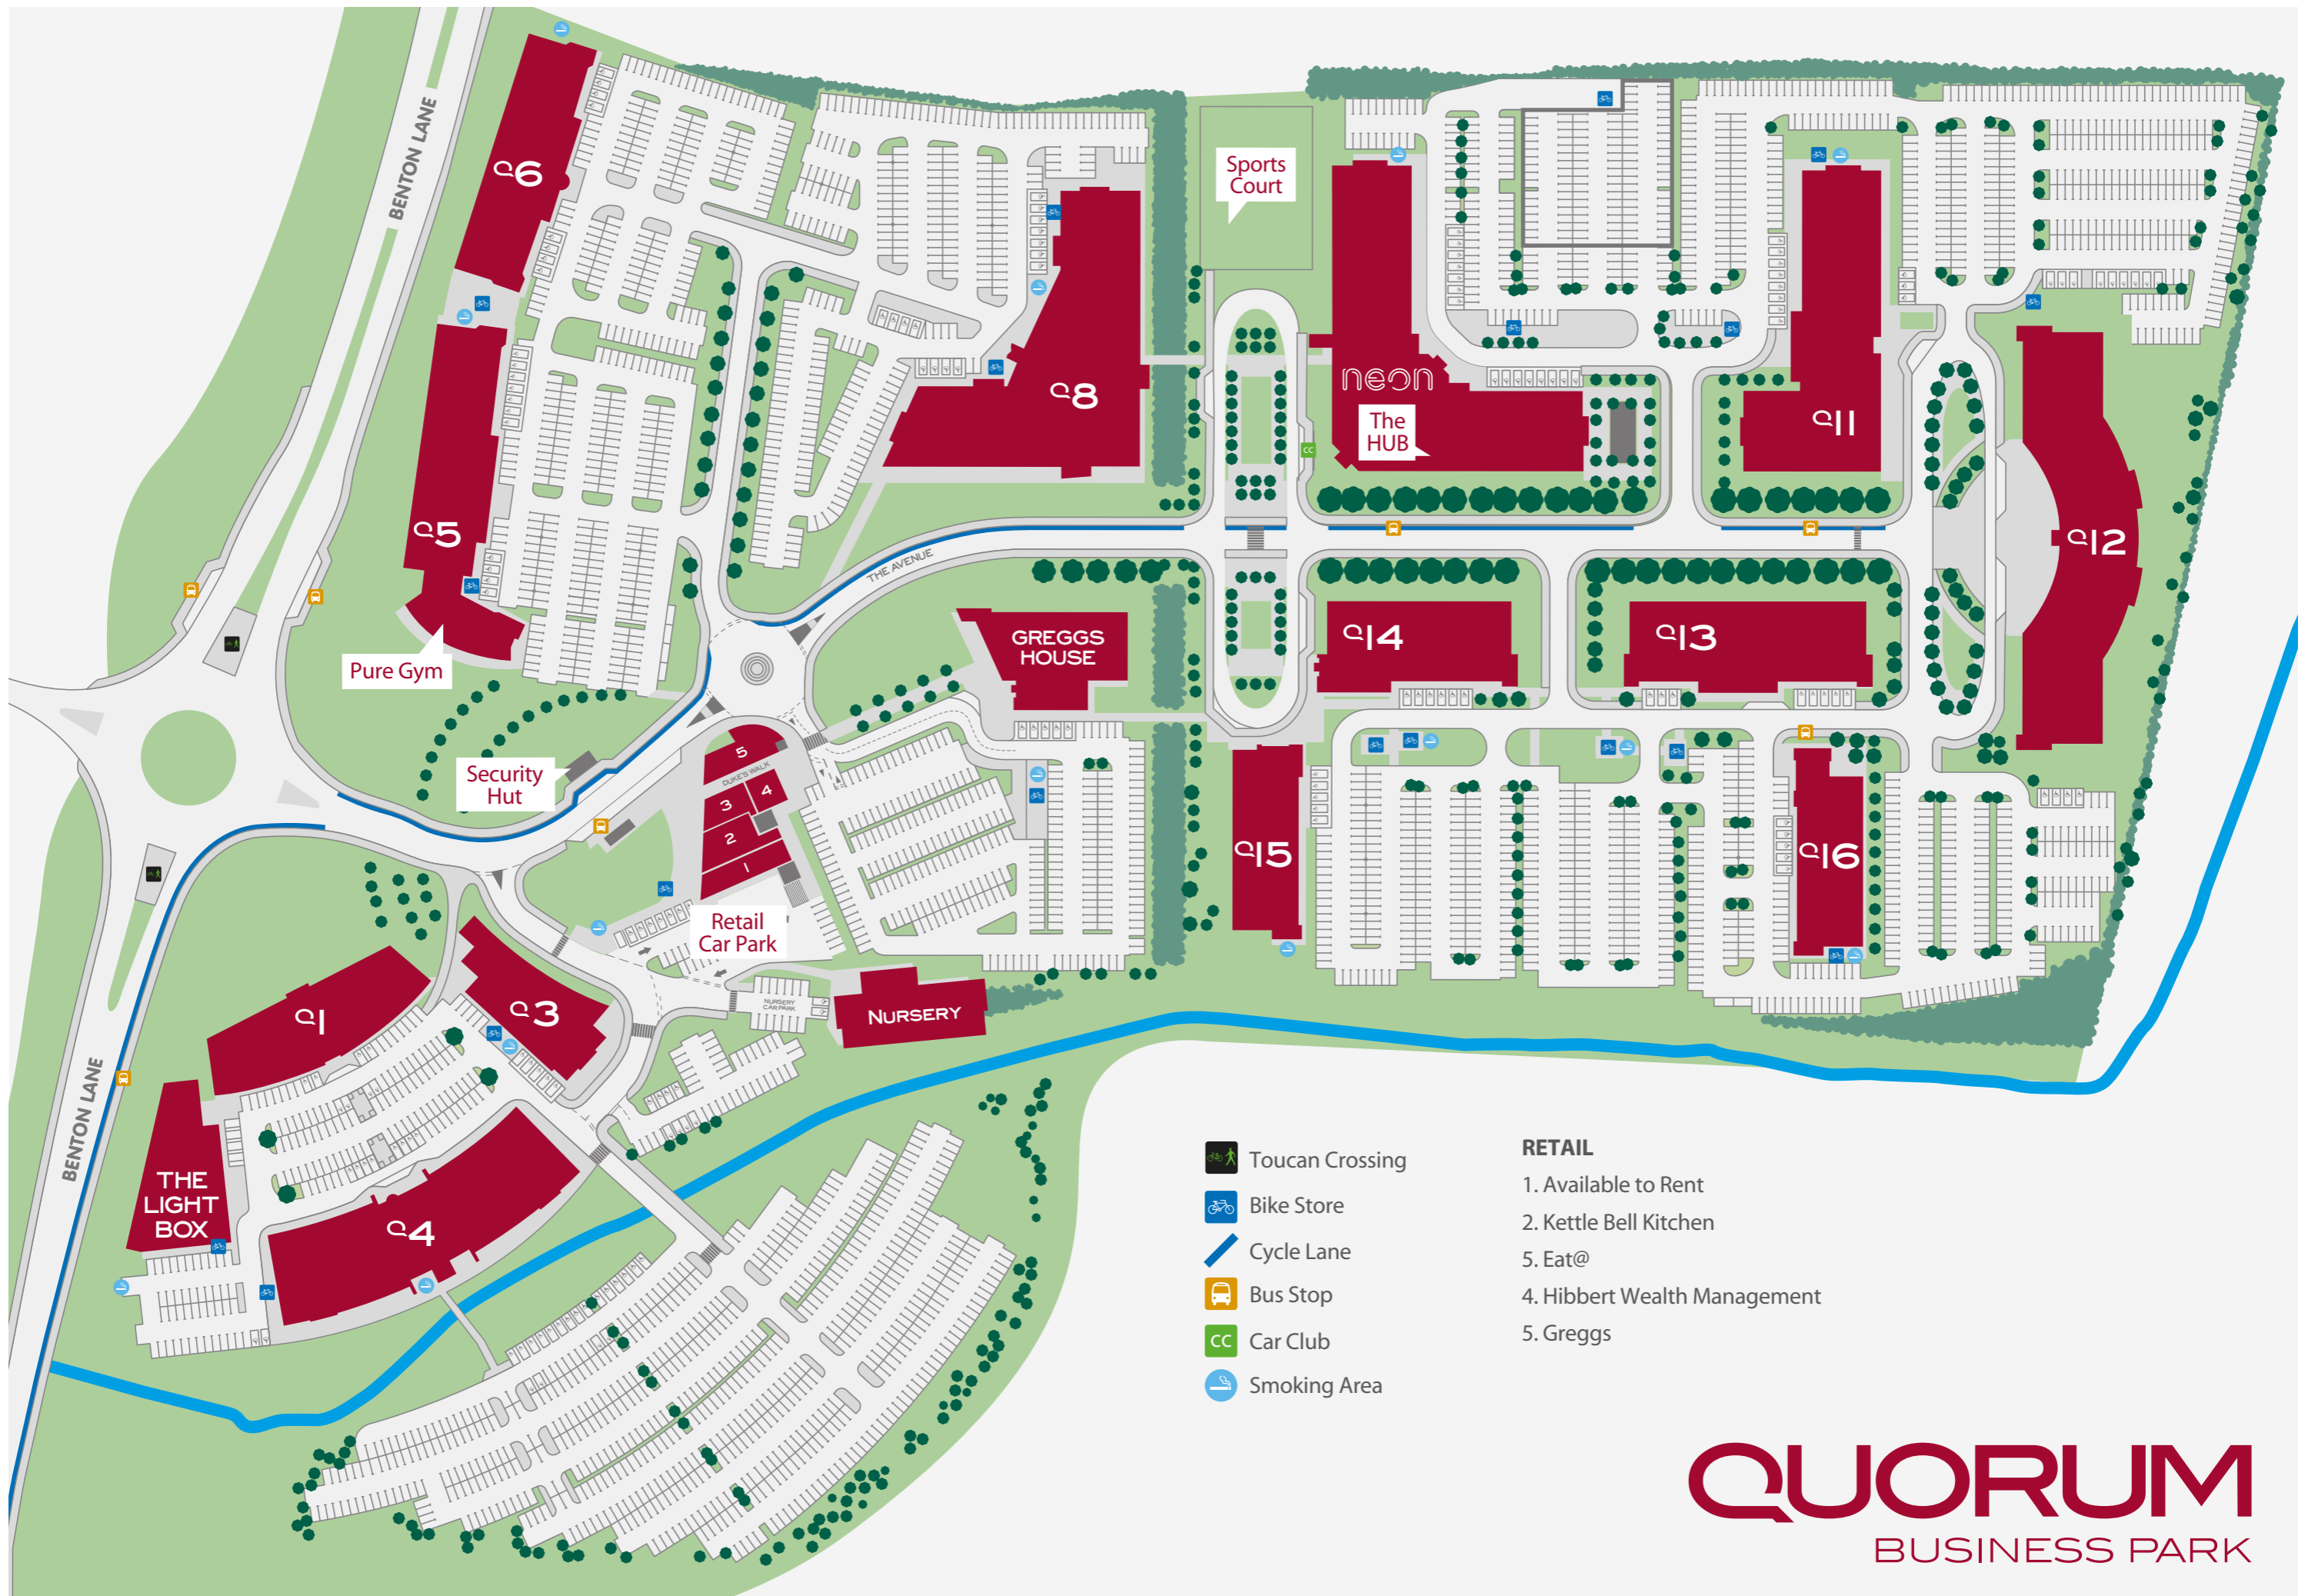 BENTON LANE
Q6
Sports
Court
neon
The
HUB
Q8
Q11
CC
Q5
Q12
THE AVENUE
GREGGS
HOUSE
Q14
Q13
Pure Gym
Security
Hut
5
DUKE'S WALK
3
4
2
1
Q15
Q16
Retail
Car Park
NURSERY
CAR PARK
NURSERY
Q1
Q3
BENTON LANE
THE
LIGHT
BOX
Q4
Toucan Crossing
Bike Store
Cycle Lane
Bus Stop
CC Car Club
Smoking Area
RETAIL
1. Available to Rent
2. Kettle Bell Kitchen
5. Eat@
4. Hibbert Wealth Management
5. Greggs
QUORUM
BUSINESS PARK